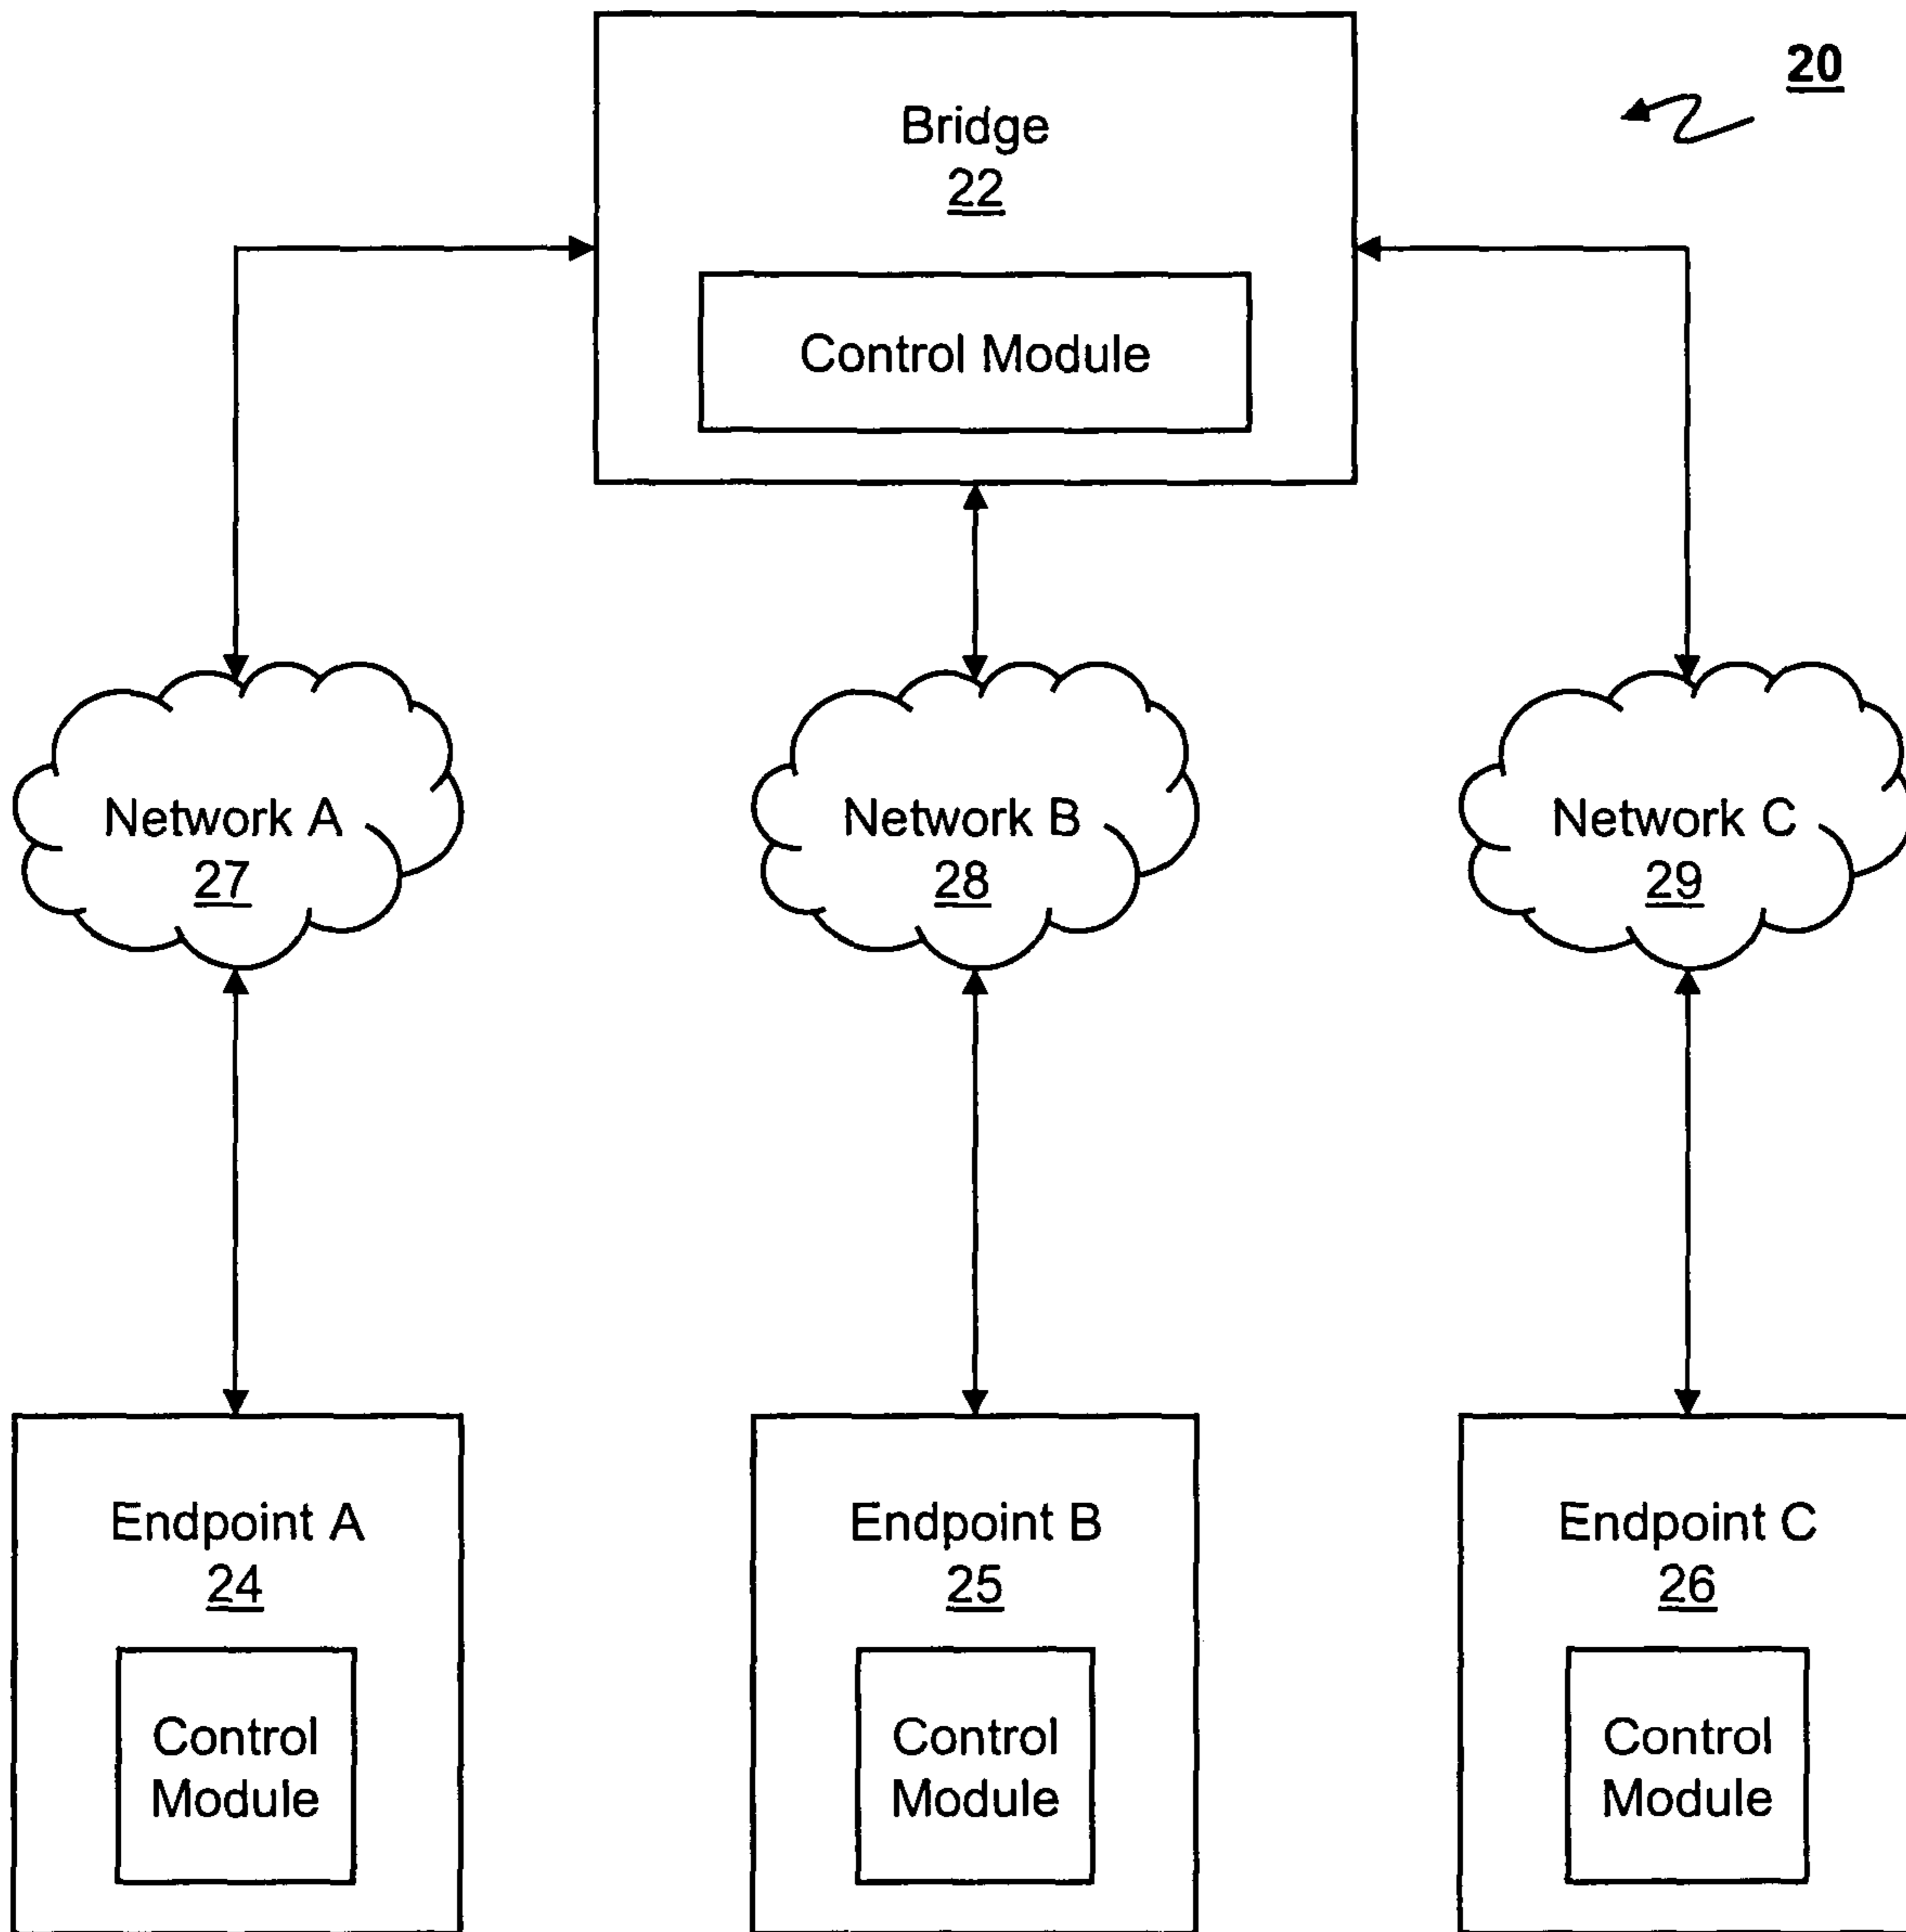 20
Bridge
22
Control Module
Network A
27
Network B
28
Network C
29
Endpoint A
24
Control
Module
Endpoint B
25
Control
Module
Endpoint C
26
Control
Module